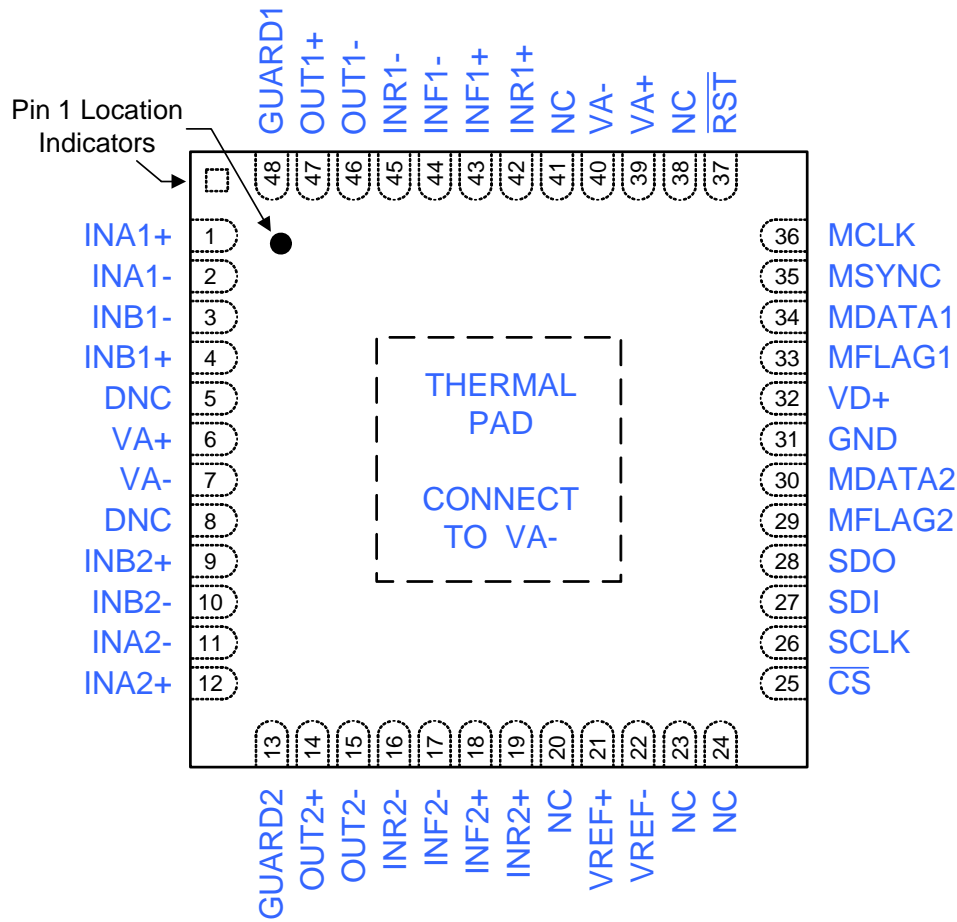 GUARD1
OUT1+
OUT1-
INR1-
INF1-
INF1+
INR1+
NC
VA-
VA+
NC
RST
Pin 1 Location
Indicators
48
47
46
45
44
43
42
41
40
39
38
37
INA1+ 1
INA1- 2
INB1- 3
INB1+ 4
DNC 5
VA+ 6
VA- 7
DNC 8
INB2+ 9
INB2- 10
INA2- 11
INA2+ 12
36 MCLK
35 MSYNC
34 MDATA1
33 MFLAG1
32 VD+
31 GND
30 MDATA2
29 MFLAG2
28 SDO
27 SDI
26 SCLK
25 CS
THERMAL
PAD
CONNECT
TO VA-
13
14
15
16
17
18
19
20
21
22
23
24
GUARD2
OUT2+
OUT2-
INR2-
INF2-
INF2+
INR2+
NC
VREF+
VREF-
NC
NC